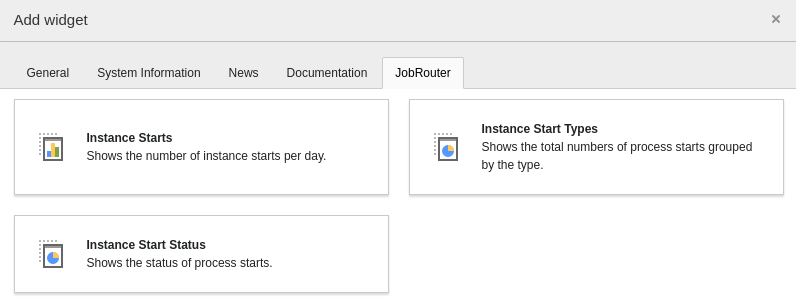 Add widget
×
General System Information News Documentation JobRouter
Instance Starts
Shows the number of instance starts per day.
Instance Start Types
Shows the total numbers of process starts grouped
by the type.
Instance Start Status
Shows the status of process starts.